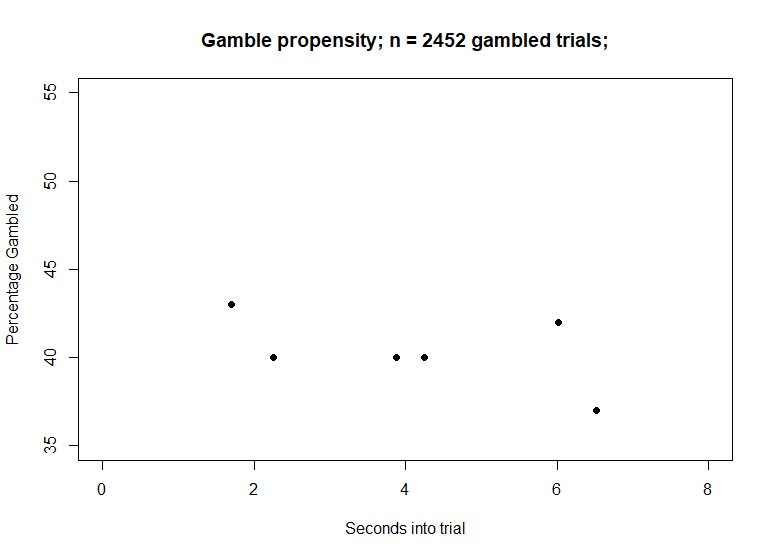 Gamble propensity; n = 2452 gambled trials;
Percentage Gambled
55
50
45
40
35
0 2 4 6 8
Seconds into trial